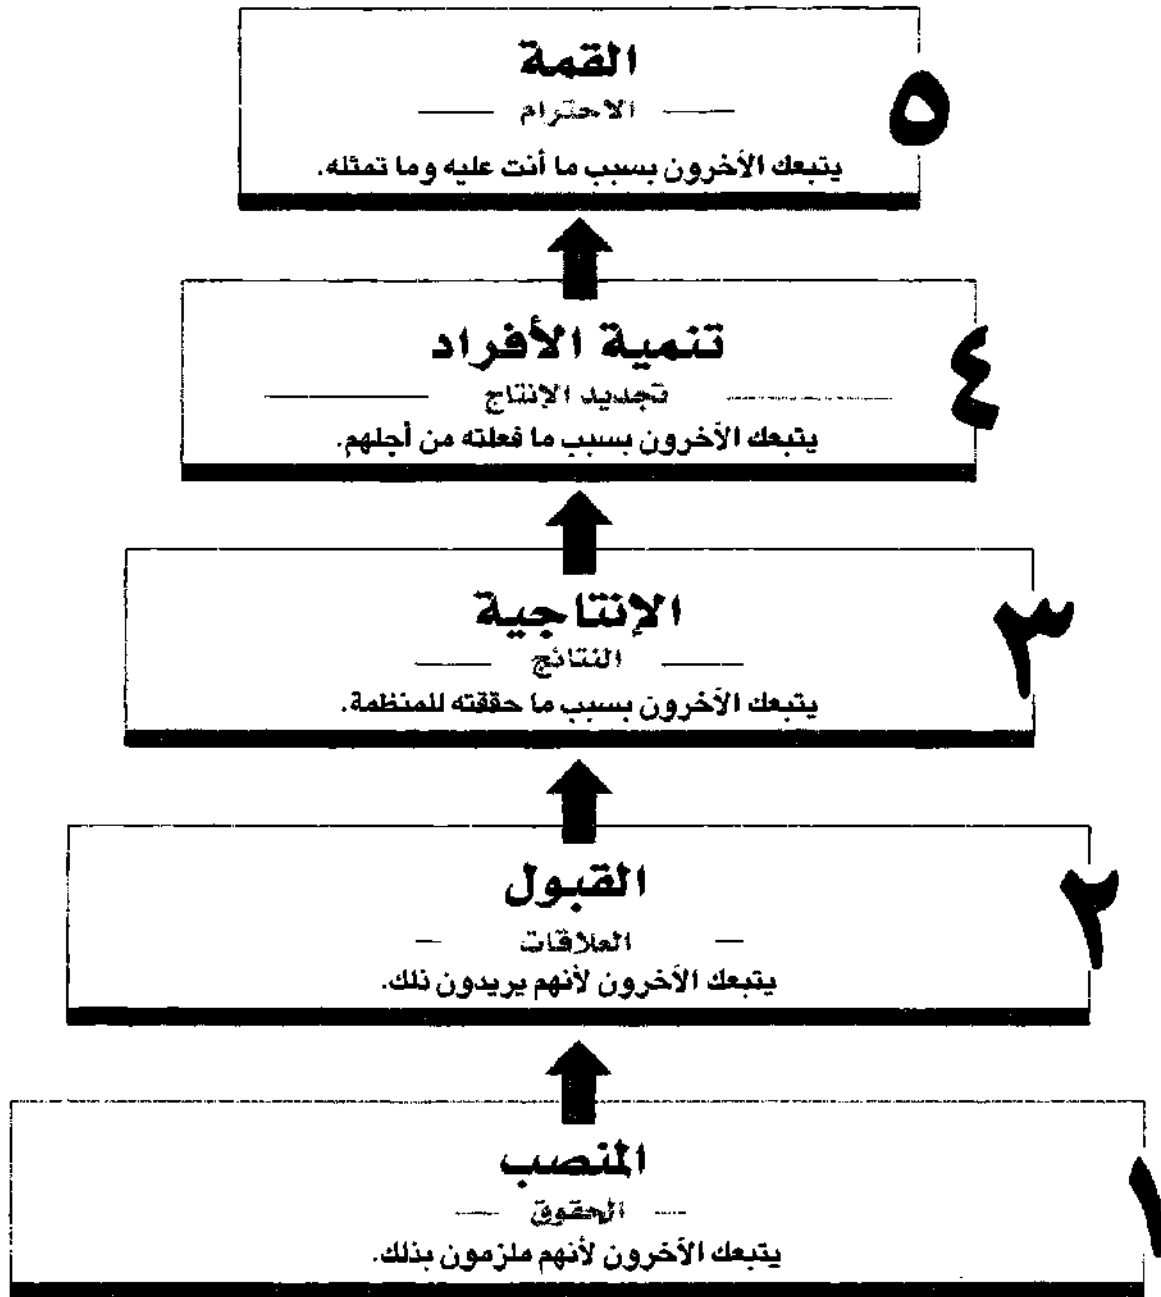 القمة
٥
الاحترام
يتبعك الآخرون بسبب ما أنت عليه وما تمثله.
تنمية الأفراد
٤
تجديد الإنتاج
يتبعك الآخرون بسبب ما فعلته من أجلهم.
الإنتاجية
٣
النتائج
يتبعك الآخرون بسبب ما حققته للمنظمة.
القبول
٢
العلاقات
يتبعك الآخرون لأنهم يريدون ذلك.
المنصب
١
الحقوق
يتبعك الآخرون لأنهم ملزمون بذلك.